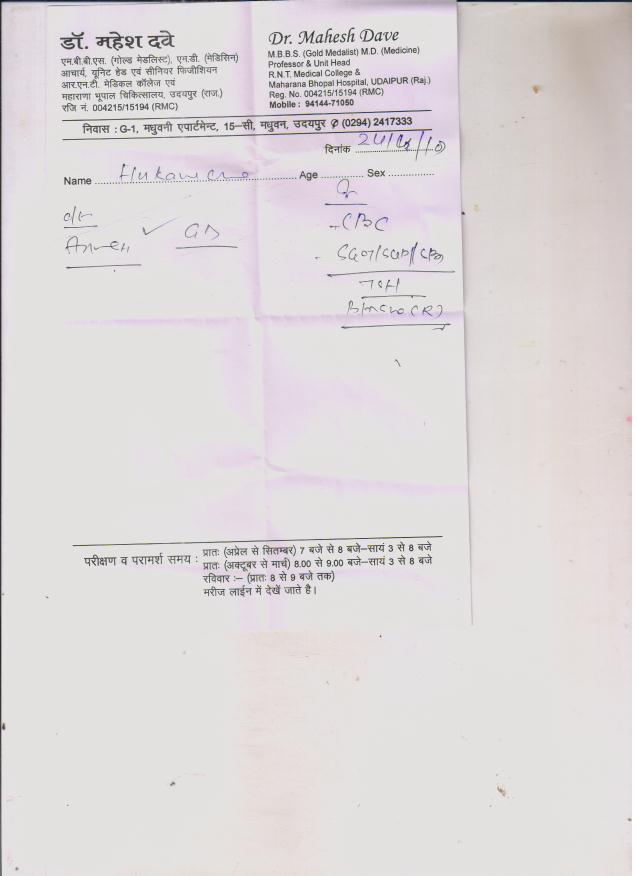 डॉ. महेश दवे
एम.बी.बी.एस. (गोल्ड मेडलिस्ट), एम.डी. (मेडिसिन)
आचार्य, यूनिट हेड एवं सीनियर फिजीशियन
आर.एन.टी. मेडिकल कॉलेज एवं
महाराणा भूपाल चिकित्सालय, उदयपुर (राज.)
रजि नं. 004215/15194 (RMC)
Dr. Mahesh Dave
M.B.B.S. (Gold Medalist) M.D. (Medicine)
Professor & Unit Head
R.N.T. Medical College &
Maharana Bhopal Hospital, UDAIPUR (Raj.)
Reg. No. 004215/15194 (RMC)
Mobile : 94144-71050
निवास : G-1, मधुवनी एपार्टमेन्ट, 15–सी, मधुवन, उदयपुर ✆ (0294) 2417333
दिनांक
Name Age Sex
CBC
TSH
परीक्षण व परामर्श समय : प्रातः (अप्रेल से सितम्बर) 7 बजे से 8 बजे–सायं 3 से 8 बजे
प्रातः (अक्टूबर से मार्च) 8.00 से 9.00 बजे–सायं 3 से 8 बजे
रविवार :– (प्रातः 8 से 9 बजे तक)
मरीज लाईन में देखें जाते है।